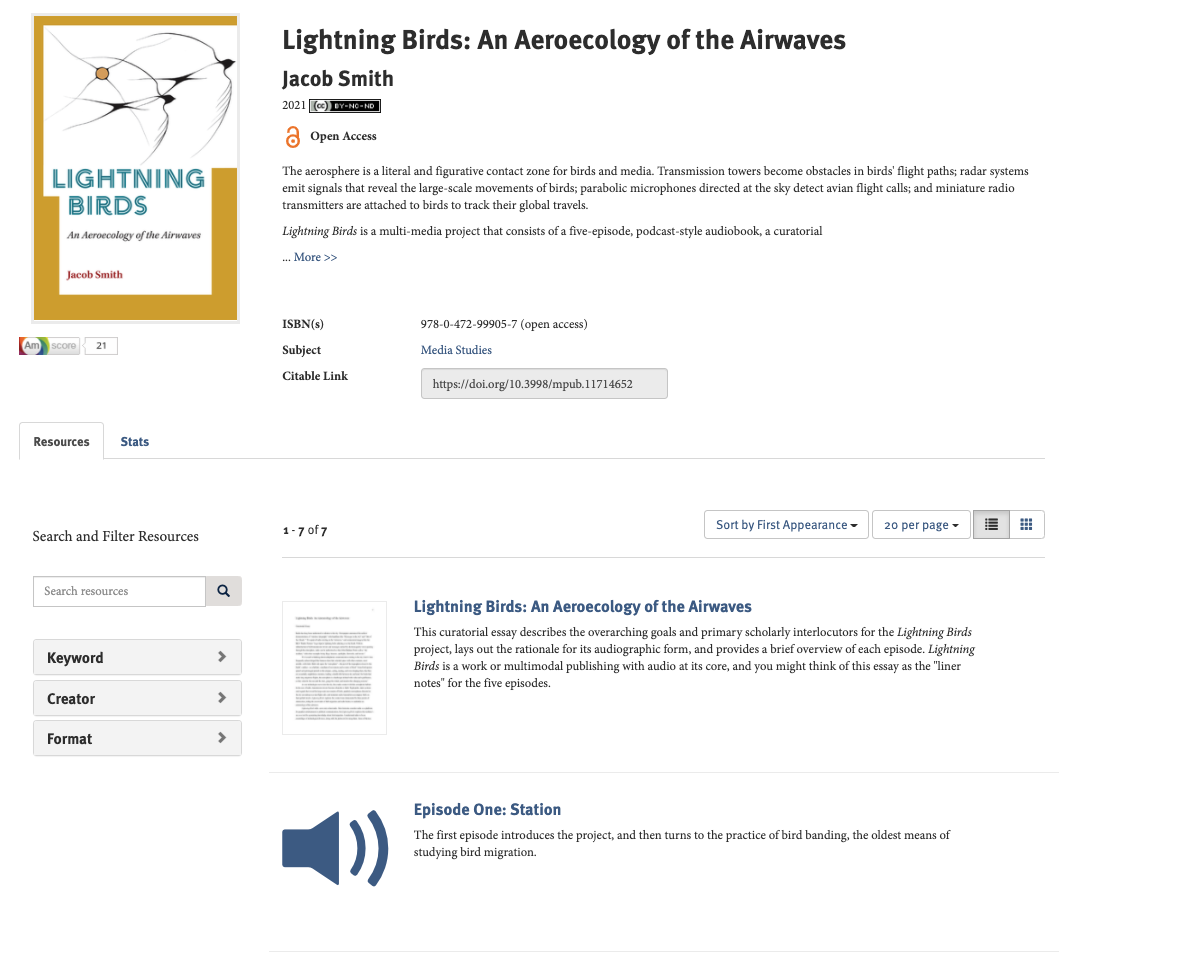 LIGHTNING
BIRDS
An Aeroecology of the Airwaves
Jacob Smith
Am score 21
Lightning Birds: An Aeroecology of the Airwaves
Jacob Smith
2021 (cc) BY-NC-ND
Open Access
The aerosphere is a literal and figurative contact zone for birds and media. Transmission towers become obstacles in birds' flight paths; radar systems
emit signals that reveal the large-scale movements of birds; parabolic microphones directed at the sky detect avian flight calls; and miniature radio
transmitters are attached to birds to track their global travels.
Lightning Birds is a multi-media project that consists of a five-episode, podcast-style audiobook, a curatorial
... More >>
ISBN(s) 978-0-472-99905-7 (open access)
Subject Media Studies
Citable Link https://doi.org/10.3998/mpub.11714652
Resources Stats
Search and Filter Resources
Search resources
Keyword
Creator
Format
1 - 7 of 7 Sort by First Appearance 20 per page
Lightning Birds: An Aeroecology of the Airwaves
This curatorial essay describes the overarching goals and primary scholarly interlocutors for the Lightning Birds
project, lays out the rationale for its audiographic form, and provides a brief overview of each episode. Lightning
Birds is a work or multimodal publishing with audio at its core, and you might think of this essay as the "liner
notes" for the five episodes.
Episode One: Station
The first episode introduces the project, and then turns to the practice of bird banding, the oldest means of
studying bird migration.